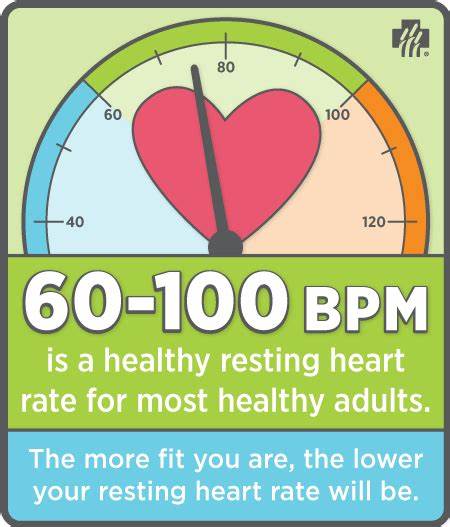 80
60
100
40
120
®
60-100 BPM
is a healthy resting heart
rate for most healthy adults.
The more fit you are, the lower
your resting heart rate will be.